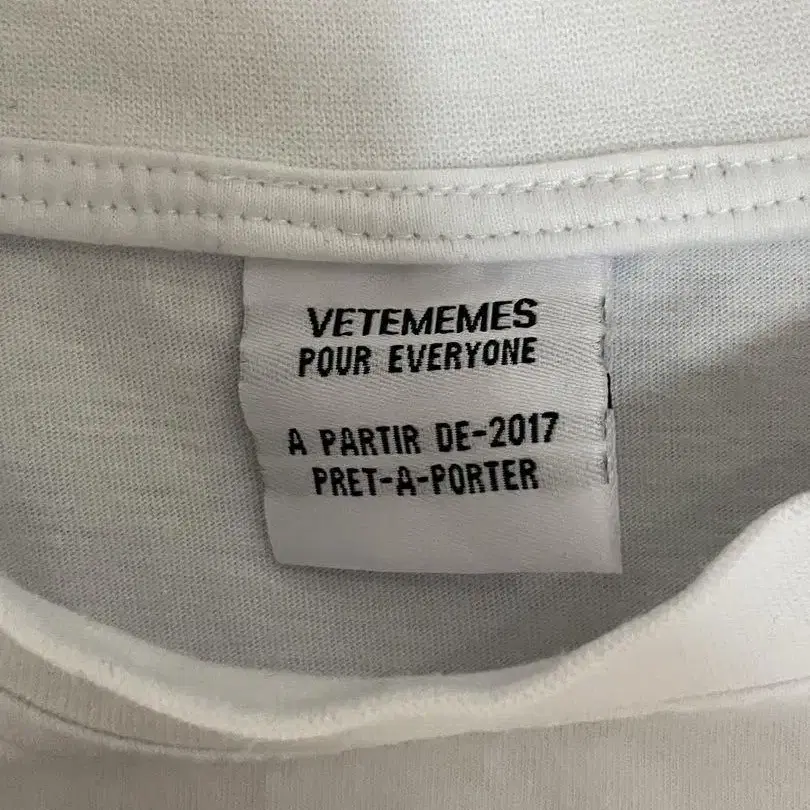 VETEMEMES
POUR EVERYONE
A PARTIR DE-2017
PRET-A-PORTER